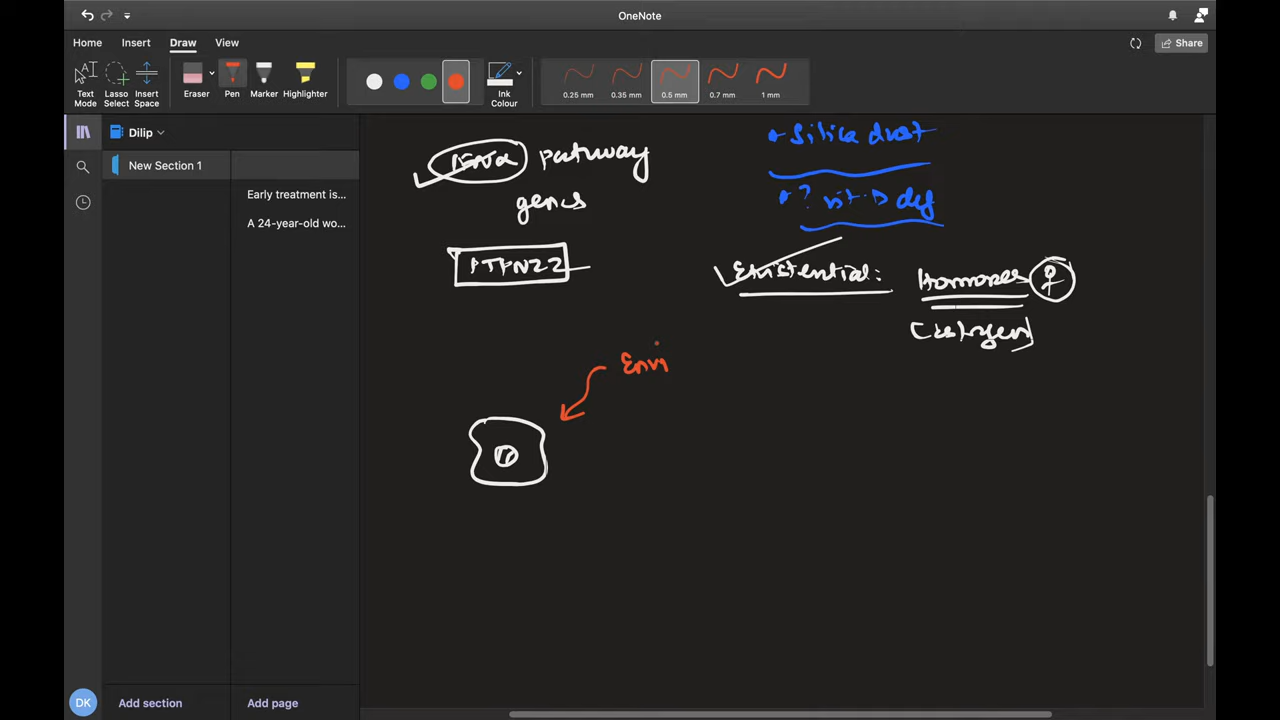 OneNote
Home Insert Draw View
Share
Text Mode
Lasso Select
Insert Space
Eraser
Pen
Marker
Highlighter
Ink Colour
0.25 mm 0.35 mm 0.5 mm 0.7 mm 1 mm
Dilip
New Section 1
Early treatment is...
A 24-year-old wo...
pathway
genes
PTPN22
• Silica dust
• ? vit. D def
Existential:
Hormones ♀
(Estrogen)
Envi
DK
Add section
Add page